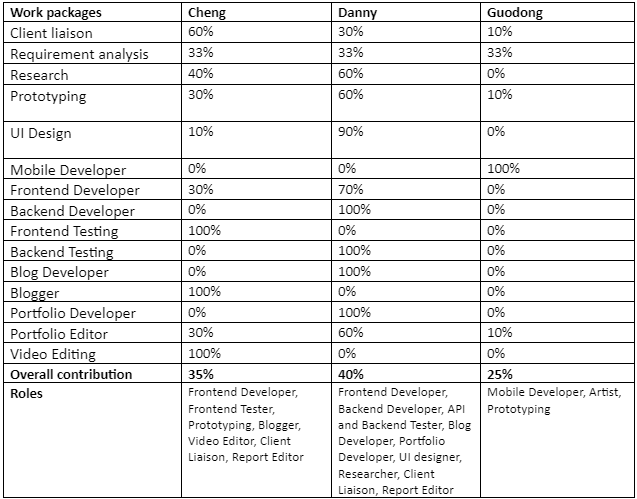 Work packages Cheng Danny Guodong
Client liaison 60% 30% 10%
Requirement analysis 33% 33% 33%
Research 40% 60% 0%
Prototyping 30% 60% 10%
UI Design 10% 90% 0%
Mobile Developer 0% 0% 100%
Frontend Developer 30% 70% 0%
Backend Developer 0% 100% 0%
Frontend Testing 100% 0% 0%
Backend Testing 0% 100% 0%
Blog Developer 0% 100% 0%
Blogger 100% 0% 0%
Portfolio Developer 0% 100% 0%
Portfolio Editor 30% 60% 10%
Video Editing 100% 0% 0%
Overall contribution 35% 40% 25%
Roles
Frontend Developer,
Frontend Tester,
Prototyping, Blogger,
Video Editor, Client
Liaison, Report Editor
Frontend Developer,
Backend Developer, API
and Backend Tester, Blog
Developer, Portfolio
Developer, UI designer,
Researcher, Client
Liaison, Report Editor
Mobile Developer, Artist,
Prototyping